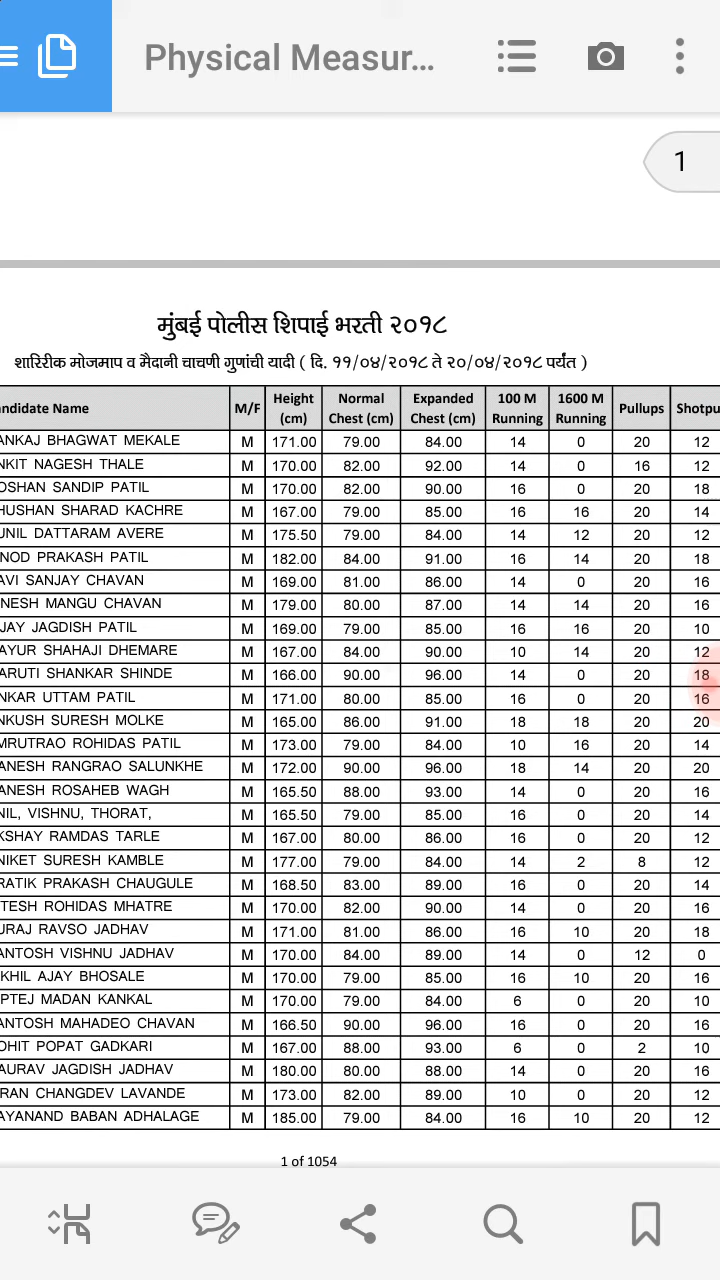 Physical Measur...
1
मुंबई पोलीस शिपाई भरती २०१८
शारिरीक मोजमाप व मैदानी चाचणी गुणांची यादी ( दि. ११/०४/२०१८ ते २०/०४/२०१८ पर्यंत )
andidate Name M/F Height (cm) Normal Chest (cm) Expanded Chest (cm) 100 M Running 1600 M Running Pullups Shotpu
ANKAJ BHAGWAT MEKALE M 171.00 79.00 84.00 14 0 20 12
NKIT NAGESH THALE M 170.00 82.00 92.00 14 0 16 12
OSHAN SANDIP PATIL M 170.00 82.00 90.00 16 0 20 18
HUSHAN SHARAD KACHRE M 167.00 79.00 85.00 16 16 20 14
UNIL DATTARAM AVERE M 175.50 79.00 84.00 14 12 20 12
NOD PRAKASH PATIL M 182.00 84.00 91.00 16 14 20 18
AVI SANJAY CHAVAN M 169.00 81.00 86.00 14 0 20 16
NESH MANGU CHAVAN M 179.00 80.00 87.00 14 14 20 16
JAY JAGDISH PATIL M 169.00 79.00 85.00 16 16 20 10
AYUR SHAHAJI DHEMARE M 167.00 84.00 90.00 10 14 20 12
ARUTI SHANKAR SHINDE M 166.00 90.00 96.00 14 0 20 18
NKAR UTTAM PATIL M 171.00 80.00 85.00 16 0 20 16
NKUSH SURESH MOLKE M 165.00 86.00 91.00 18 18 20 20
MRUTRAO ROHIDAS PATIL M 173.00 79.00 84.00 10 16 20 14
ANESH RANGRAO SALUNKHE M 172.00 90.00 96.00 18 14 20 20
ANESH ROSAHEB WAGH M 165.50 88.00 93.00 14 0 20 16
NIL, VISHNU, THORAT, M 165.50 79.00 85.00 16 0 20 14
KSHAY RAMDAS TARLE M 167.00 80.00 86.00 16 0 20 12
NIKET SURESH KAMBLE M 177.00 79.00 84.00 14 2 8 12
RATIK PRAKASH CHAUGULE M 168.50 83.00 89.00 16 0 20 14
TESH ROHIDAS MHATRE M 170.00 82.00 90.00 14 0 20 16
URAJ RAVSO JADHAV M 171.00 81.00 86.00 16 10 20 18
ANTOSH VISHNU JADHAV M 170.00 84.00 89.00 14 0 12 0
KHIL AJAY BHOSALE M 170.00 79.00 85.00 16 10 20 16
PTEJ MADAN KANKAL M 170.00 79.00 84.00 6 0 20 10
ANTOSH MAHADEO CHAVAN M 166.50 90.00 96.00 16 0 20 16
OHIT POPAT GADKARI M 167.00 88.00 93.00 6 0 2 10
AURAV JAGDISH JADHAV M 180.00 80.00 88.00 14 0 20 16
RAN CHANGDEV LAVANDE M 173.00 82.00 89.00 10 0 20 12
AYANAND BABAN ADHALAGE M 185.00 79.00 84.00 16 10 20 12
1 of 1054